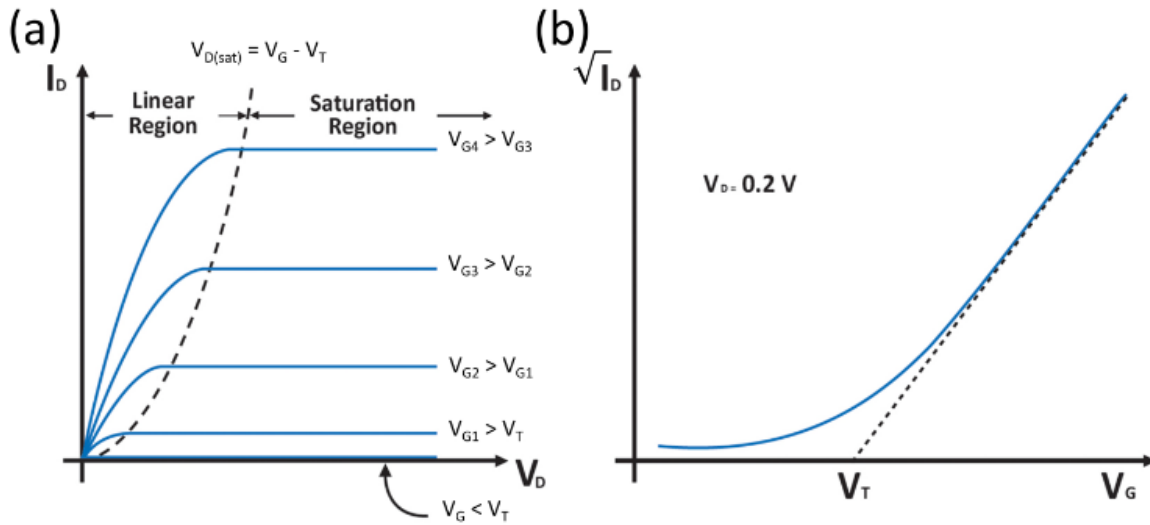 (a)
V_D(sat) = V_G - V_T
I_D
Linear
Region
Saturation
Region
V_G4 > V_G3
V_G3 > V_G2
V_G2 > V_G1
V_G1 > V_T
V_D
V_G < V_T
(b)
√I_D
V_D = 0.2 V
V_T
V_G